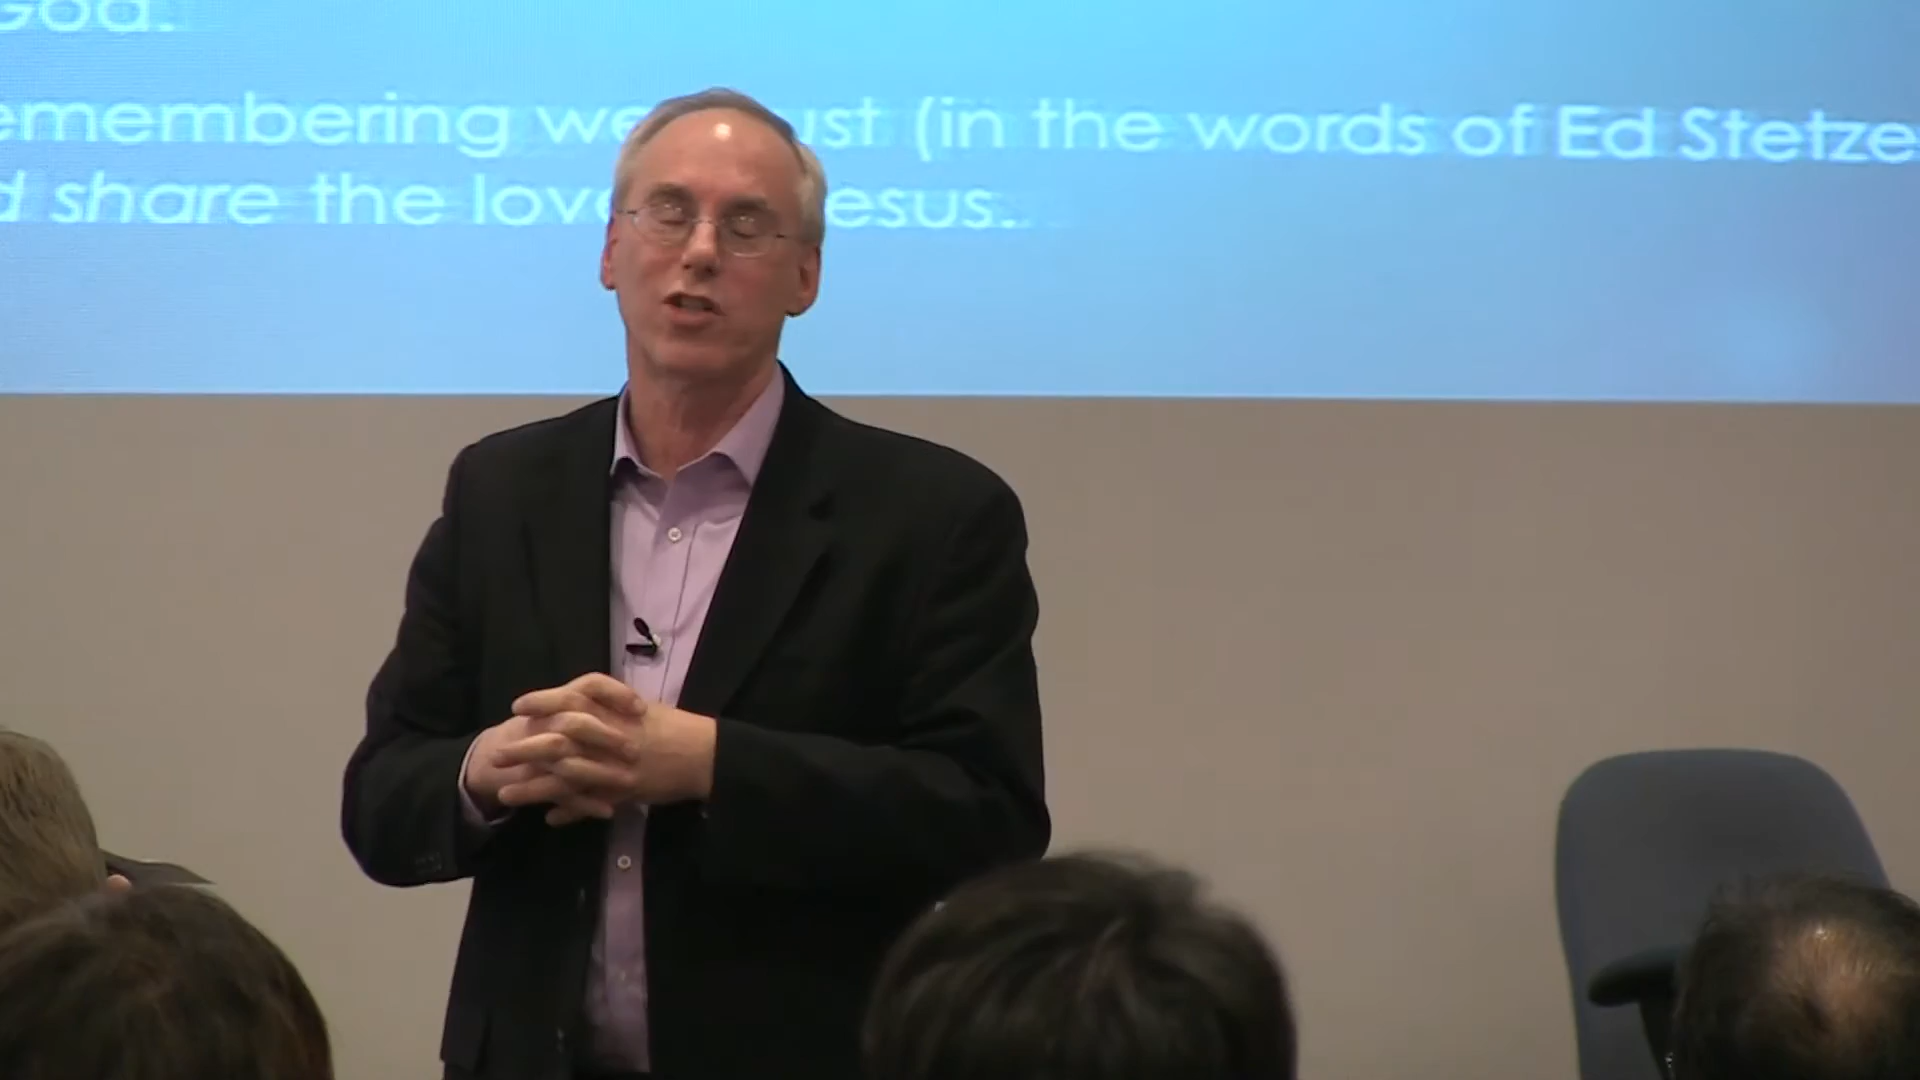 God.
emembering we ust (in the words of Ed Stetze
d share the love esus.